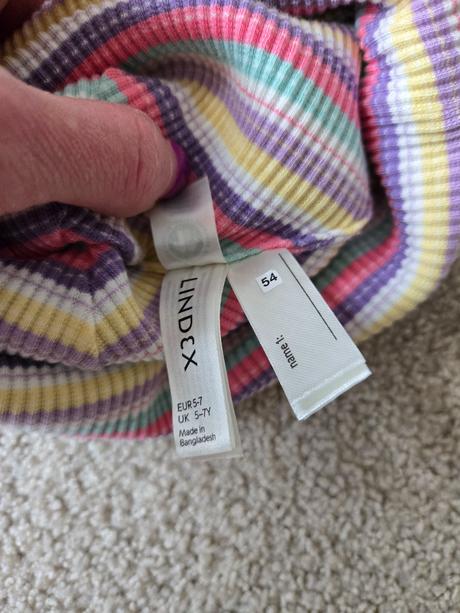 LINDEX
EUR 5-7
UK 5-7Y
Made in
Bangladesh
54
name !: